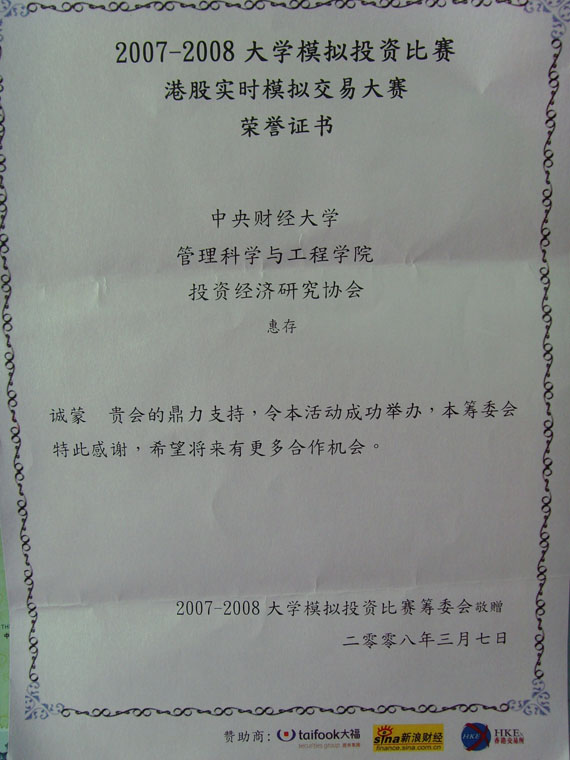 2007-2008 大学模拟投资比赛
港股实时模拟交易大赛
荣誉证书
中央财经大学
管理科学与工程学院
投资经济研究协会
惠存
诚蒙 贵会的鼎力支持，令本活动成功举办，本筹委会
特此感谢，希望将来有更多合作机会。
2007-2008 大学模拟投资比赛筹委会敬赠
二零零八年三月七日
赞助商： taifook大福 sina新浪财经 HKEx
securities group finance.sina.com.cn 香港交易所